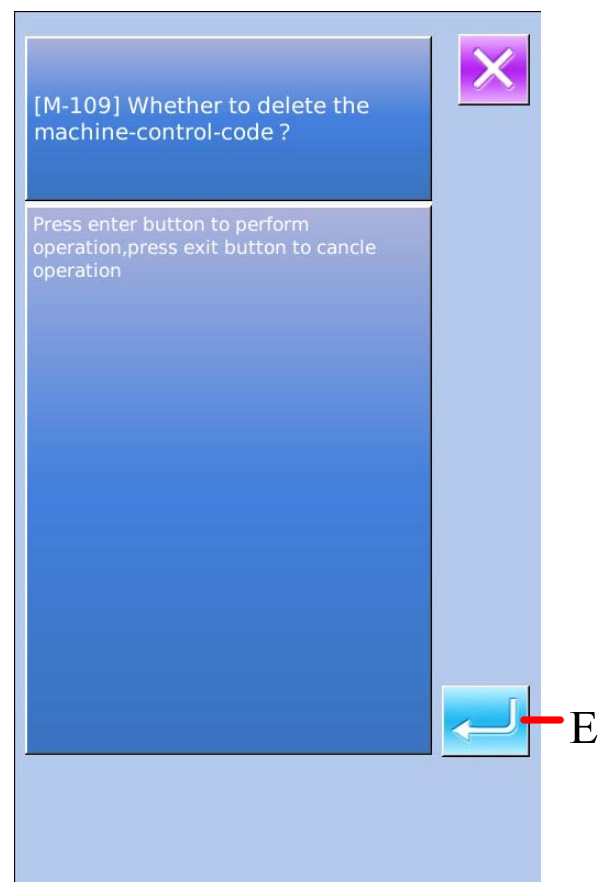 [M-109] Whether to delete the
machine-control-code ?
Press enter button to perform
operation,press exit button to cancle
operation
E